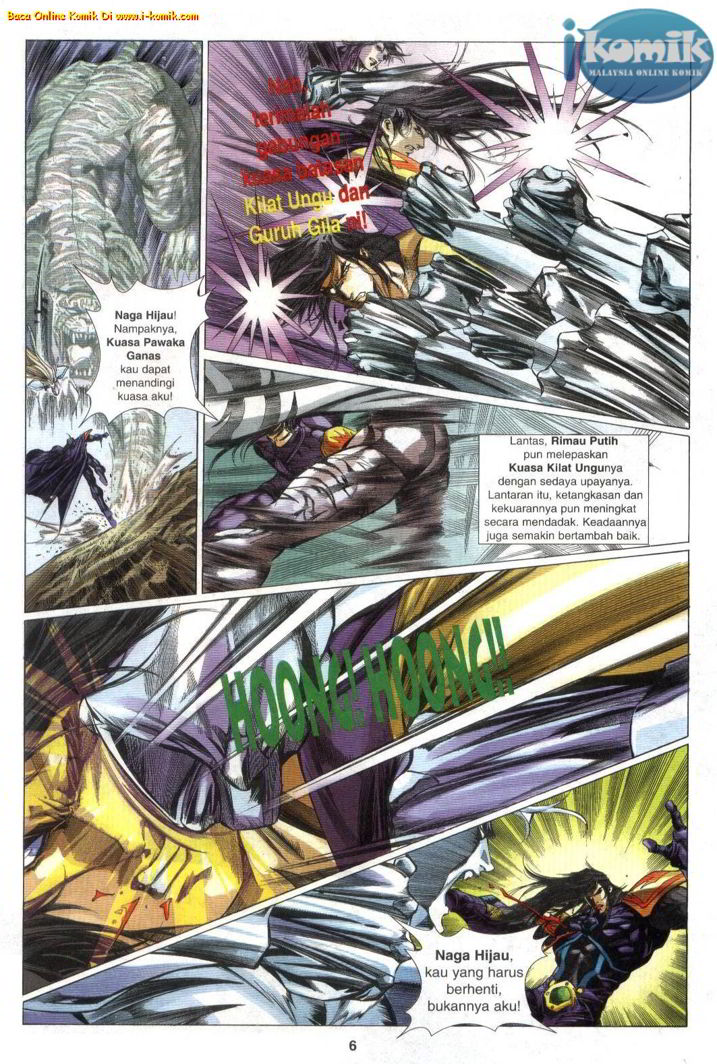 Baca Online Komik Di www.i-komik.com
ikomik
MALAYSIA ONLINE KOMIK
Nah,
terimalah
gabungan
kuasa batasan
Kilat Ungu dan
Guruh Gila ni!
Naga Hijau!
Nampaknya,
Kuasa Pawaka
Ganas
kau dapat
menandingi
kuasa aku!
Lantas, Rimau Putih
pun melepaskan
Kuasa Kilat Ungunya
dengan sedaya upayanya.
Lantaran itu, ketangkasan dan
kekuarannya pun meningkat
secara mendadak. Keadaannya
juga semakin bertambah baik.
HOONG! HOONG!!
Naga Hijau,
kau yang harus
berhenti,
bukannya aku!
6